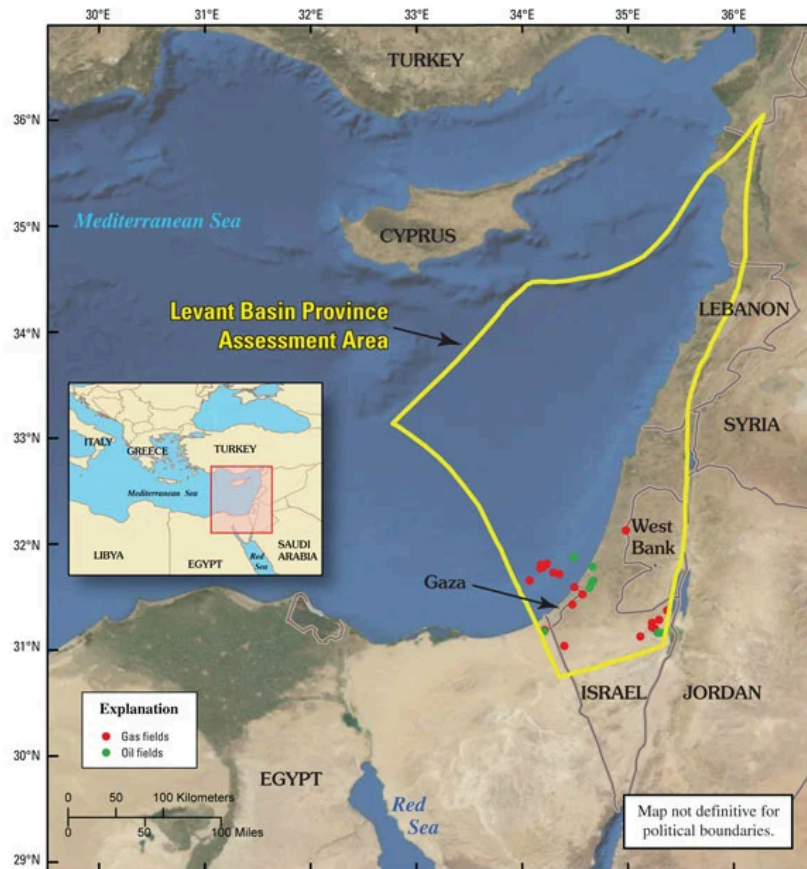 30°E
31°E
32°E
33°E
34°E
35°E
36°E
TURKEY
36°N
35°N
Mediterranean Sea
CYPRUS
34°N
Levant Basin Province
Assessment Area
LEBANON
33°N
SYRIA
ITALY
GREECE
TURKEY
Mediterranean Sea
LIBYA
EGYPT
Red
Sea
SAUDI
ARABIA
32°N
West
Bank
Gaza
31°N
ISRAEL
JORDAN
Explanation
Gas fields
Oil fields
30°N
EGYPT
0 50 100 Kilometers
0 50 100 Miles
Red
Sea
Map not definitive for
political boundaries.
29°N